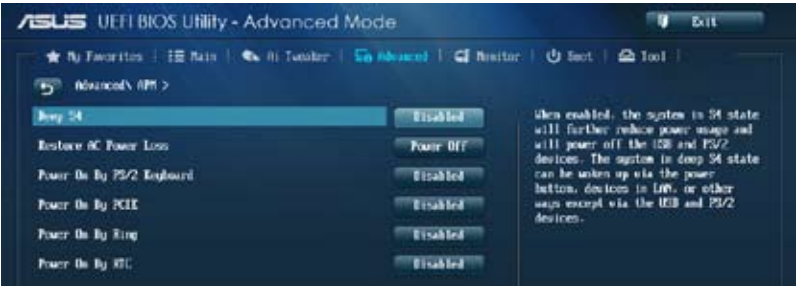 ASUS UEFI BIOS Utility - Advanced Mode
Exit
My Favorites | Main | Ai Tweaker | Advanced | Monitor | Boot | Tool
Advanced\ APM >
Deep S4 Disabled
Restore AC Power Loss Power Off
Power On By PS/2 Keyboard Disabled
Power On By PCIE Disabled
Power On By Ring Disabled
Power On By RTC Disabled
When enabled, the system in S4 state
will further reduce power usage and
will power off the USB and PS/2
devices. The system in deep S4 state
can be woken up via the power
button, devices in LAN, or other
ways except via the USB and PS/2
devices.